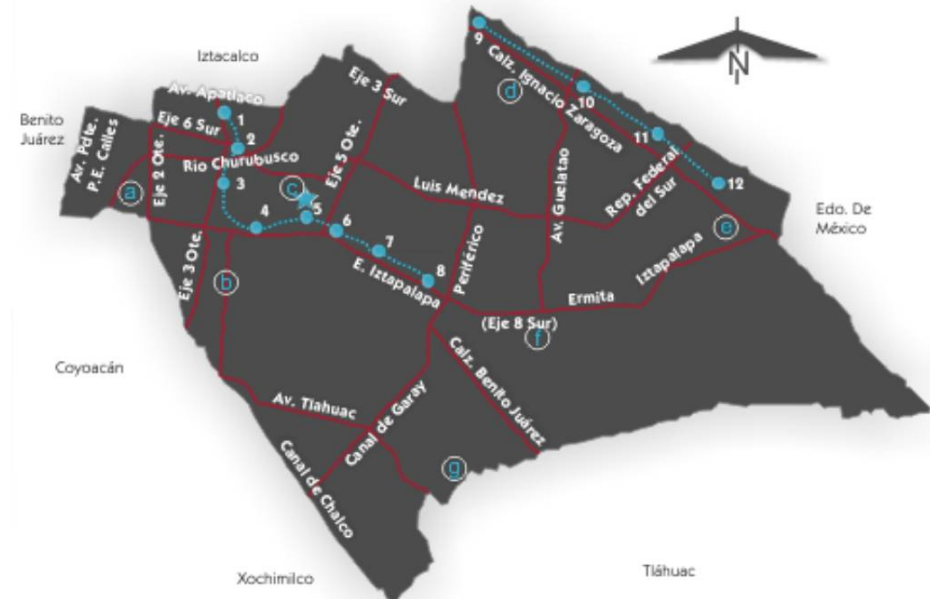 Iztacalco
Benito
Juárez
Av. Pdte.
P.E. Calles
Av. Apatlaco
Eje 6 Sur
Eje 2 Ote.
Rio Churubusco
Eje 3 Ote.
Eje 3 Sur
Eje 5 Ote.
1
2
3
4
5
6
7
8
9
10
11
12
a
b
c
d
e
f
g
N
Calz. Ignacio Zaragoza
Luis Mendez
Av. Guelatao
Rep. Federal
del Sur
Edo. De
México
Periférico
E. Iztapalapa
Ermita
Iztapalapa
(Eje 8 Sur)
Coyoacán
Calz. Benito Juárez
Av. Tlahuac
Canal de Garay
Canal de Chalco
Xochimilco
Tláhuac